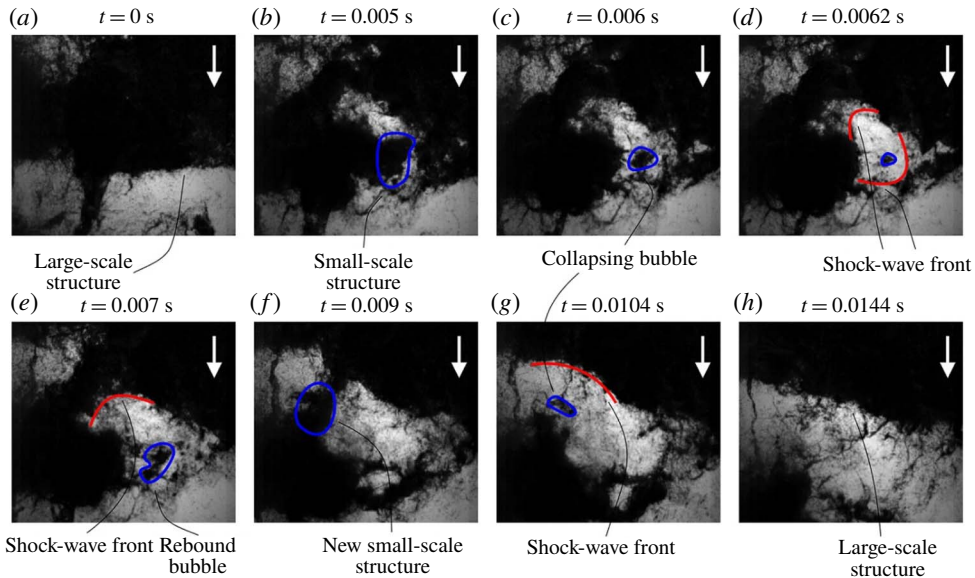 (a) t = 0 s
(b) t = 0.005 s
(c) t = 0.006 s
(d) t = 0.0062 s
Large-scale
structure
Small-scale
structure
Collapsing bubble
Shock-wave front
(e) t = 0.007 s
(f) t = 0.009 s
(g) t = 0.0104 s
(h) t = 0.0144 s
Shock-wave front
Rebound
bubble
New small-scale
structure
Shock-wave front
Large-scale
structure